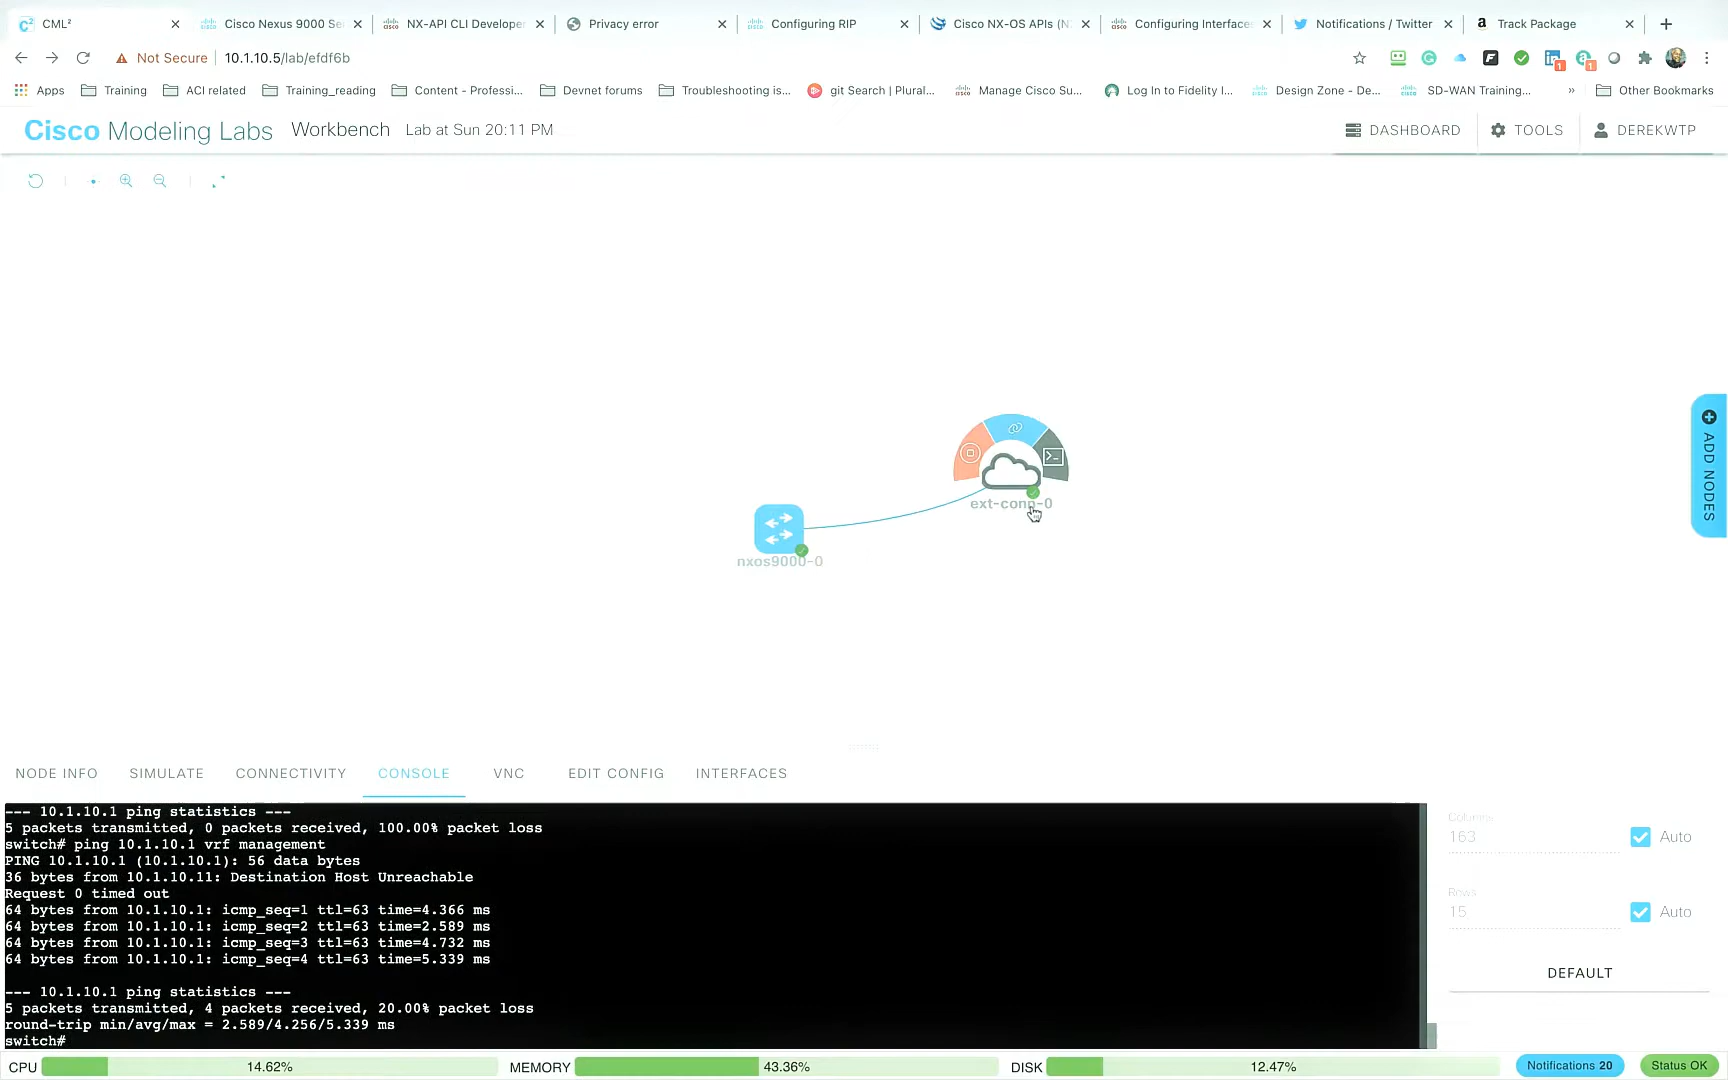 CML²
Cisco Nexus 9000 Se
NX-API CLI Developer
Privacy error
Configuring RIP
Cisco NX-OS APIs (N
Configuring Interfaces
Notifications / Twitter
Track Package
Not Secure
10.1.10.5/lab/efdf6b
Apps
Training
ACI related
Training_reading
Content - Professi...
Devnet forums
Troubleshooting is...
git Search | Plural...
Manage Cisco Su...
Log In to Fidelity I...
Design Zone - De...
SD-WAN Training...
»
Other Bookmarks
Cisco Modeling Labs
Workbench
Lab at Sun 20:11 PM
DASHBOARD
TOOLS
DEREKWTP
ext-conn-0
nxos9000-0
ADD NODES
NODE INFO
SIMULATE
CONNECTIVITY
CONSOLE
VNC
EDIT CONFIG
INTERFACES
--- 10.1.10.1 ping statistics ---
5 packets transmitted, 0 packets received, 100.00% packet loss
switch# ping 10.1.10.1 vrf management
PING 10.1.10.1 (10.1.10.1): 56 data bytes
36 bytes from 10.1.10.11: Destination Host Unreachable
Request 0 timed out
64 bytes from 10.1.10.1: icmp_seq=1 ttl=63 time=4.366 ms
64 bytes from 10.1.10.1: icmp_seq=2 ttl=63 time=2.589 ms
64 bytes from 10.1.10.1: icmp_seq=3 ttl=63 time=4.732 ms
64 bytes from 10.1.10.1: icmp_seq=4 ttl=63 time=5.339 ms
--- 10.1.10.1 ping statistics ---
5 packets transmitted, 4 packets received, 20.00% packet loss
round-trip min/avg/max = 2.589/4.256/5.339 ms
switch#
Columns
163
Auto
Rows
15
Auto
DEFAULT
CPU
14.62%
MEMORY
43.36%
DISK
12.47%
Notifications 20
Status OK